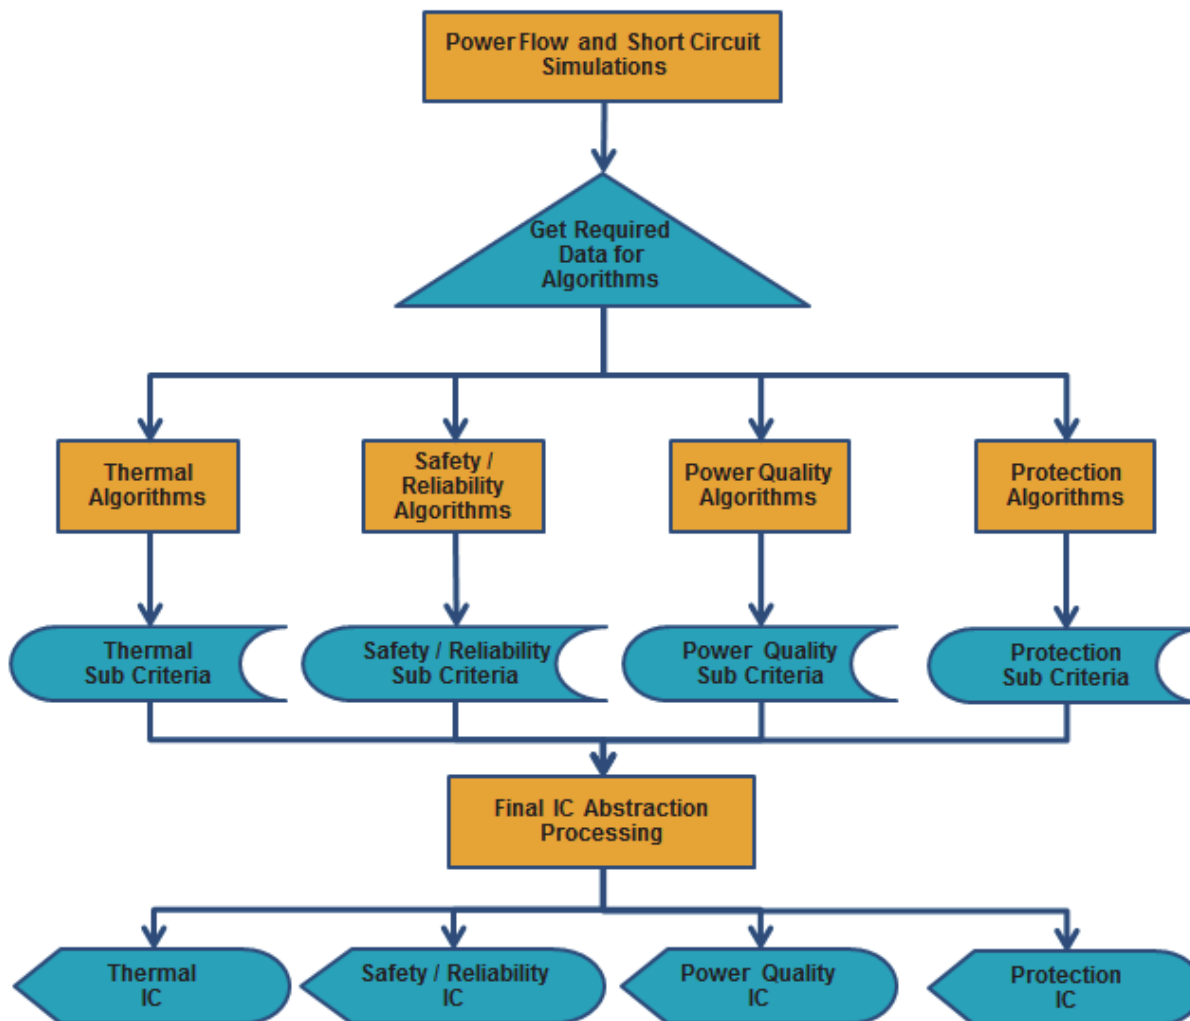 Power Flow and Short Circuit
Simulations
Get Required
Data for
Algorithms
Thermal
Algorithms
Safety /
Reliability
Algorithms
Power Quality
Algorithms
Protection
Algorithms
Thermal
Sub Criteria
Safety / Reliability
Sub Criteria
Power Quality
Sub Criteria
Protection
Sub Criteria
Final IC Abstraction
Processing
Thermal
IC
Safety / Reliability
IC
Power Quality
IC
Protection
IC